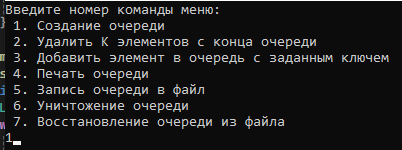 Введите номер команды меню:
1. Создание очереди
2. Удалить К элементов с конца очереди
3. Добавить элемент в очередь с заданным ключем
4. Печать очереди
5. Запись очереди в файл
6. Уничтожение очереди
7. Восстановление очереди из файла
1